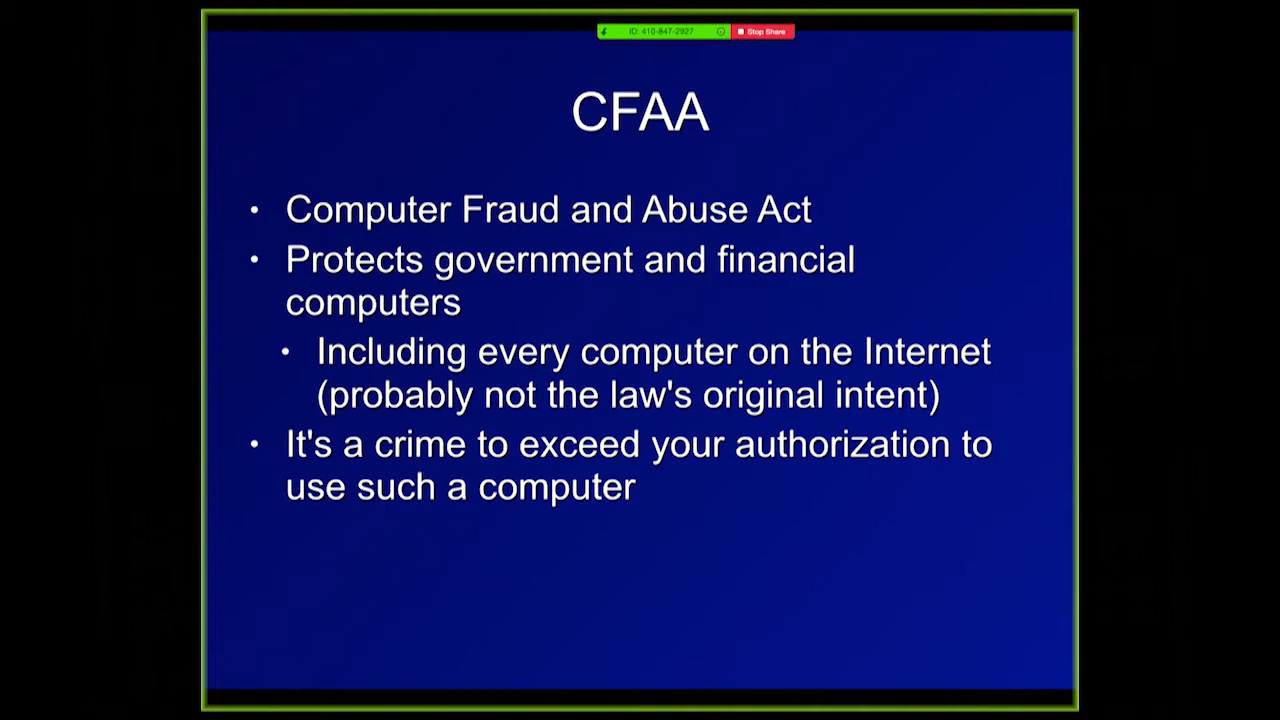 ID: 410-847-2927
Stop Share
CFAA
• Computer Fraud and Abuse Act
• Protects government and financial
computers
• Including every computer on the Internet
(probably not the law's original intent)
• It's a crime to exceed your authorization to
use such a computer